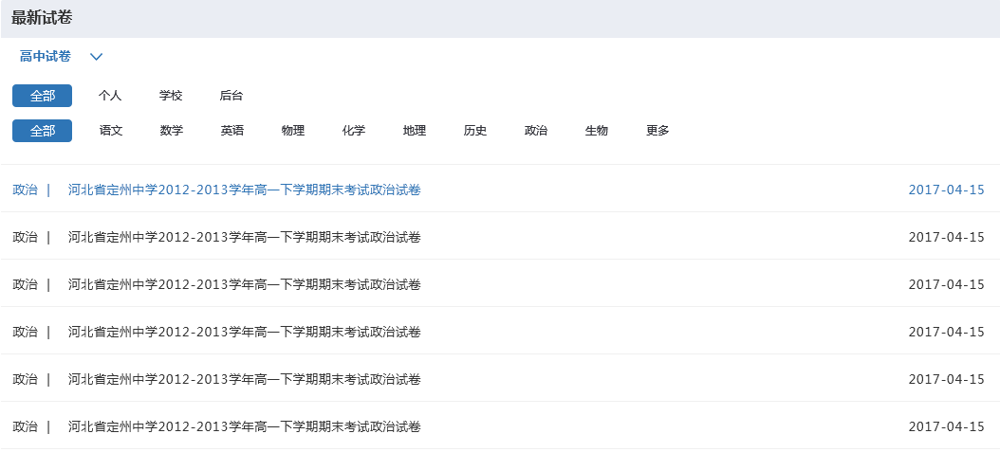 最新试卷
高中试卷
全部 个人 学校 后台
全部 语文 数学 英语 物理 化学 地理 历史 政治 生物 更多
政治 | 河北省定州中学2012-2013学年高一下学期期末考试政治试卷 2017-04-15
政治 | 河北省定州中学2012-2013学年高一下学期期末考试政治试卷 2017-04-15
政治 | 河北省定州中学2012-2013学年高一下学期期末考试政治试卷 2017-04-15
政治 | 河北省定州中学2012-2013学年高一下学期期末考试政治试卷 2017-04-15
政治 | 河北省定州中学2012-2013学年高一下学期期末考试政治试卷 2017-04-15
政治 | 河北省定州中学2012-2013学年高一下学期期末考试政治试卷 2017-04-15